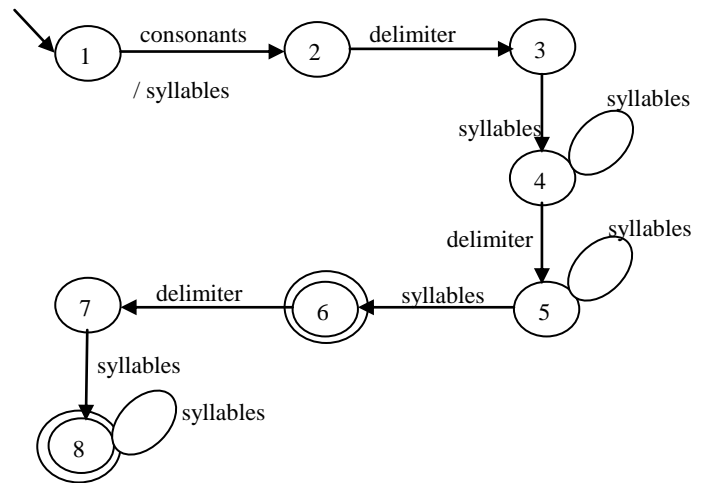 consonants
delimiter
1
2
3
/ syllables
syllables
syllables
4
syllables
delimiter
7
delimiter
6
syllables
5
syllables
syllables
8